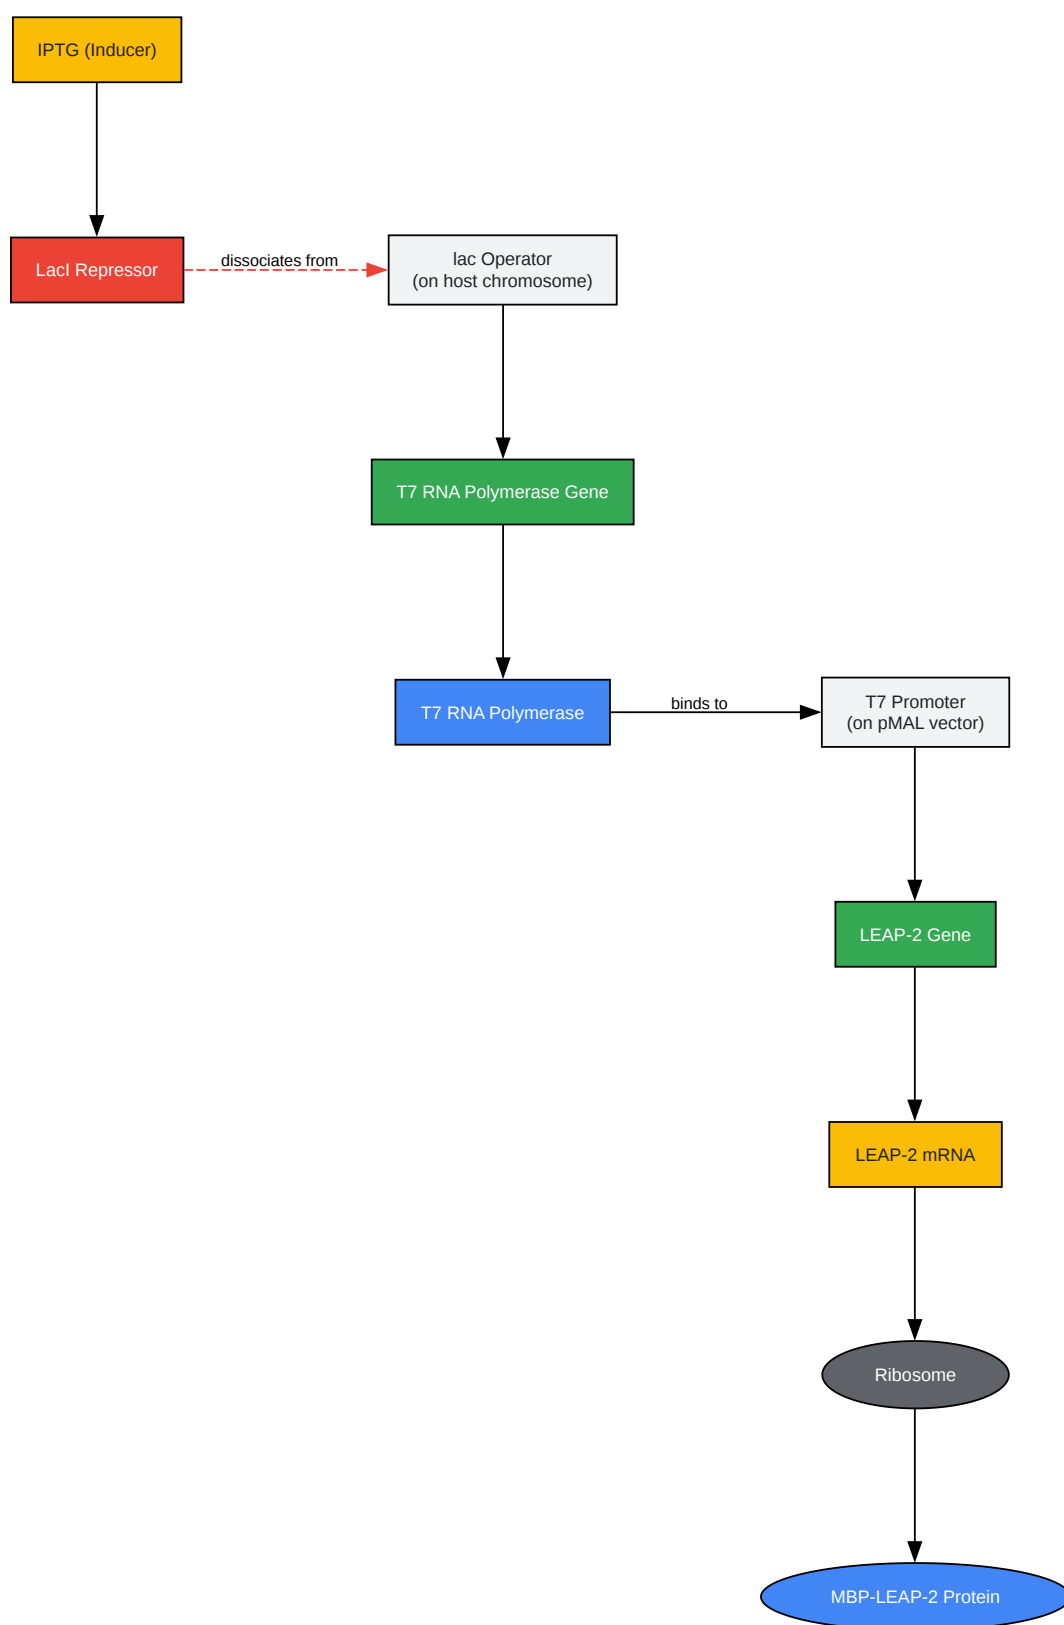 IPTG (Inducer)
LacI Repressor
dissociates from
lac Operator
(on host chromosome)
T7 RNA Polymerase Gene
T7 RNA Polymerase
binds to
T7 Promoter
(on pMAL vector)
LEAP-2 Gene
LEAP-2 mRNA
Ribosome
MBP-LEAP-2 Protein